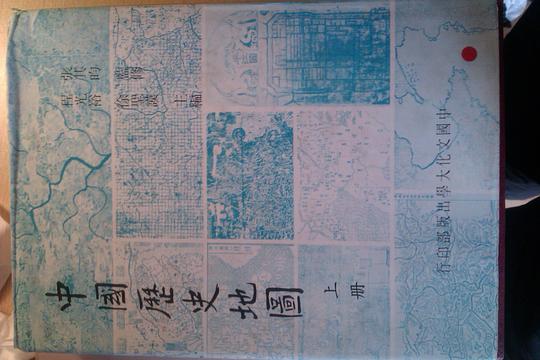 張其昀 監修
程光裕 徐聖謨 主編
中國歷史地圖
上冊
中國文化大學出版部印行